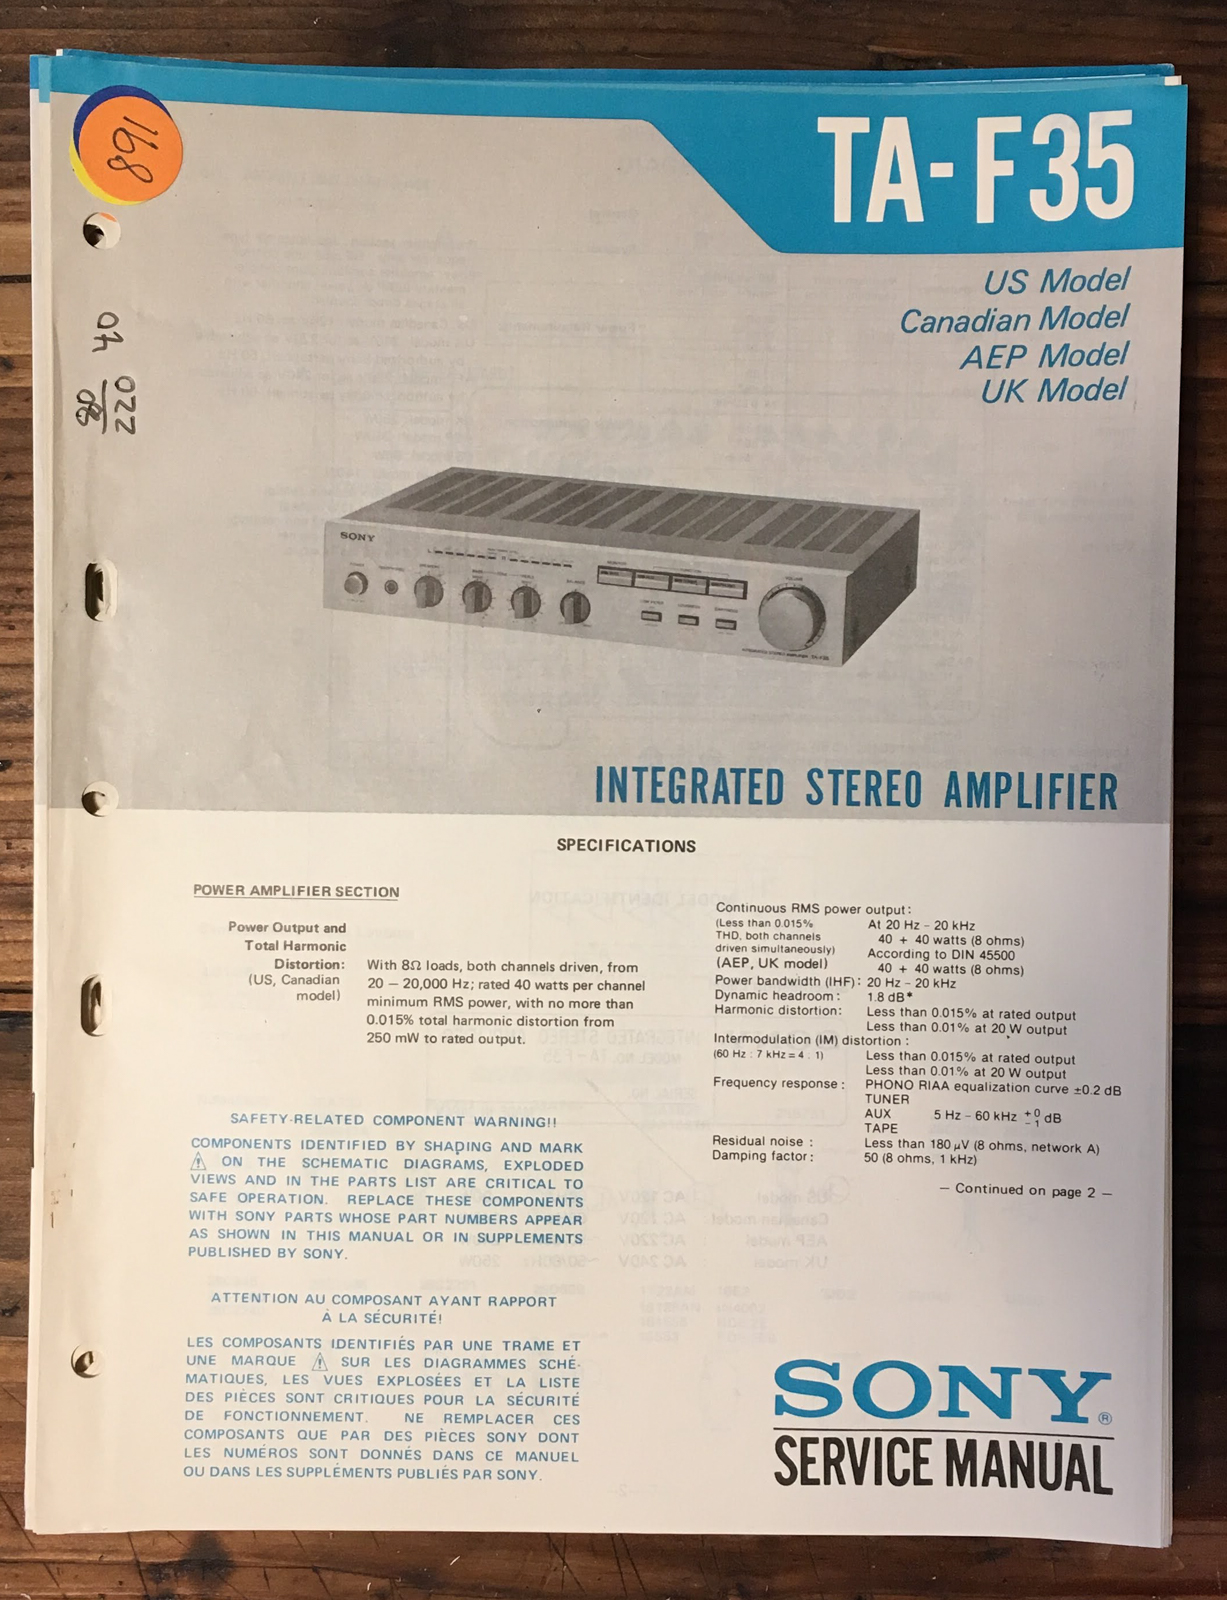 168
TA-F35
US Model
Canadian Model
AEP Model
UK Model
40
80
220
SONY
INTEGRATED STEREO AMPLIFIER
SPECIFICATIONS
POWER AMPLIFIER SECTION
Power Output and
Total Harmonic
Distortion:
(US, Canadian
model)
With 8Ω loads, both channels driven, from
20 – 20,000 Hz; rated 40 watts per channel
minimum RMS power, with no more than
0.015% total harmonic distortion from
250 mW to rated output.
SAFETY-RELATED COMPONENT WARNING!!
COMPONENTS IDENTIFIED BY SHADING AND MARK
⚠ ON THE SCHEMATIC DIAGRAMS, EXPLODED
VIEWS AND IN THE PARTS LIST ARE CRITICAL TO
SAFE OPERATION. REPLACE THESE COMPONENTS
WITH SONY PARTS WHOSE PART NUMBERS APPEAR
AS SHOWN IN THIS MANUAL OR IN SUPPLEMENTS
PUBLISHED BY SONY.
ATTENTION AU COMPOSANT AYANT RAPPORT
À LA SÉCURITÉ!
LES COMPOSANTS IDENTIFIÉS PAR UNE TRAME ET
UNE MARQUE ⚠ SUR LES DIAGRAMMES SCHÉ-
MATIQUES, LES VUES EXPLOSÉES ET LA LISTE
DES PIÈCES SONT CRITIQUES POUR LA SÉCURITÉ
DE FONCTIONNEMENT. NE REMPLACER CES
COMPOSANTS QUE PAR DES PIÈCES SONY DONT
LES NUMÉROS SONT DONNÉS DANS CE MANUEL
OU DANS LES SUPPLÉMENTS PUBLIÉS PAR SONY.
Continuous RMS power output:
(Less than 0.015% At 20 Hz – 20 kHz
THD, both channels 40 + 40 watts (8 ohms)
driven simultaneously) According to DIN 45500
(AEP, UK model) 40 + 40 watts (8 ohms)
Power bandwidth (IHF): 20 Hz – 20 kHz
Dynamic headroom: 1.8 dB*
Harmonic distortion: Less than 0.015% at rated output
Less than 0.01% at 20 W output
Intermodulation (IM) distortion:
(60 Hz : 7 kHz = 4 : 1) Less than 0.015% at rated output
Less than 0.01% at 20 W output
Frequency response: PHONO RIAA equalization curve ±0.2 dB
TUNER
AUX 5 Hz – 60 kHz +0 −1 dB
TAPE
Residual noise: Less than 180 μV (8 ohms, network A)
Damping factor: 50 (8 ohms, 1 kHz)
— Continued on page 2 —
SONY®
SERVICE MANUAL